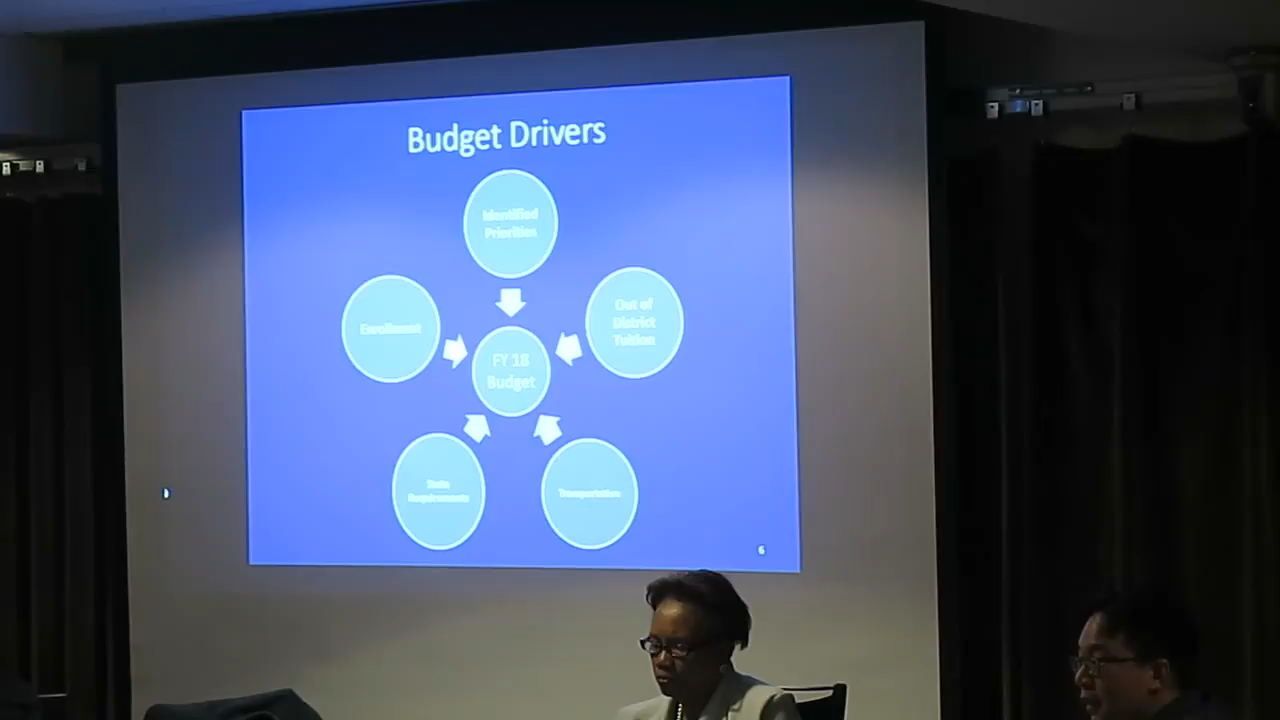 Budget Drivers
Identified
Priorities
Out of
District
Tuition
Enrollment
FY 18
Budget
State
Requirements
Transportation
6